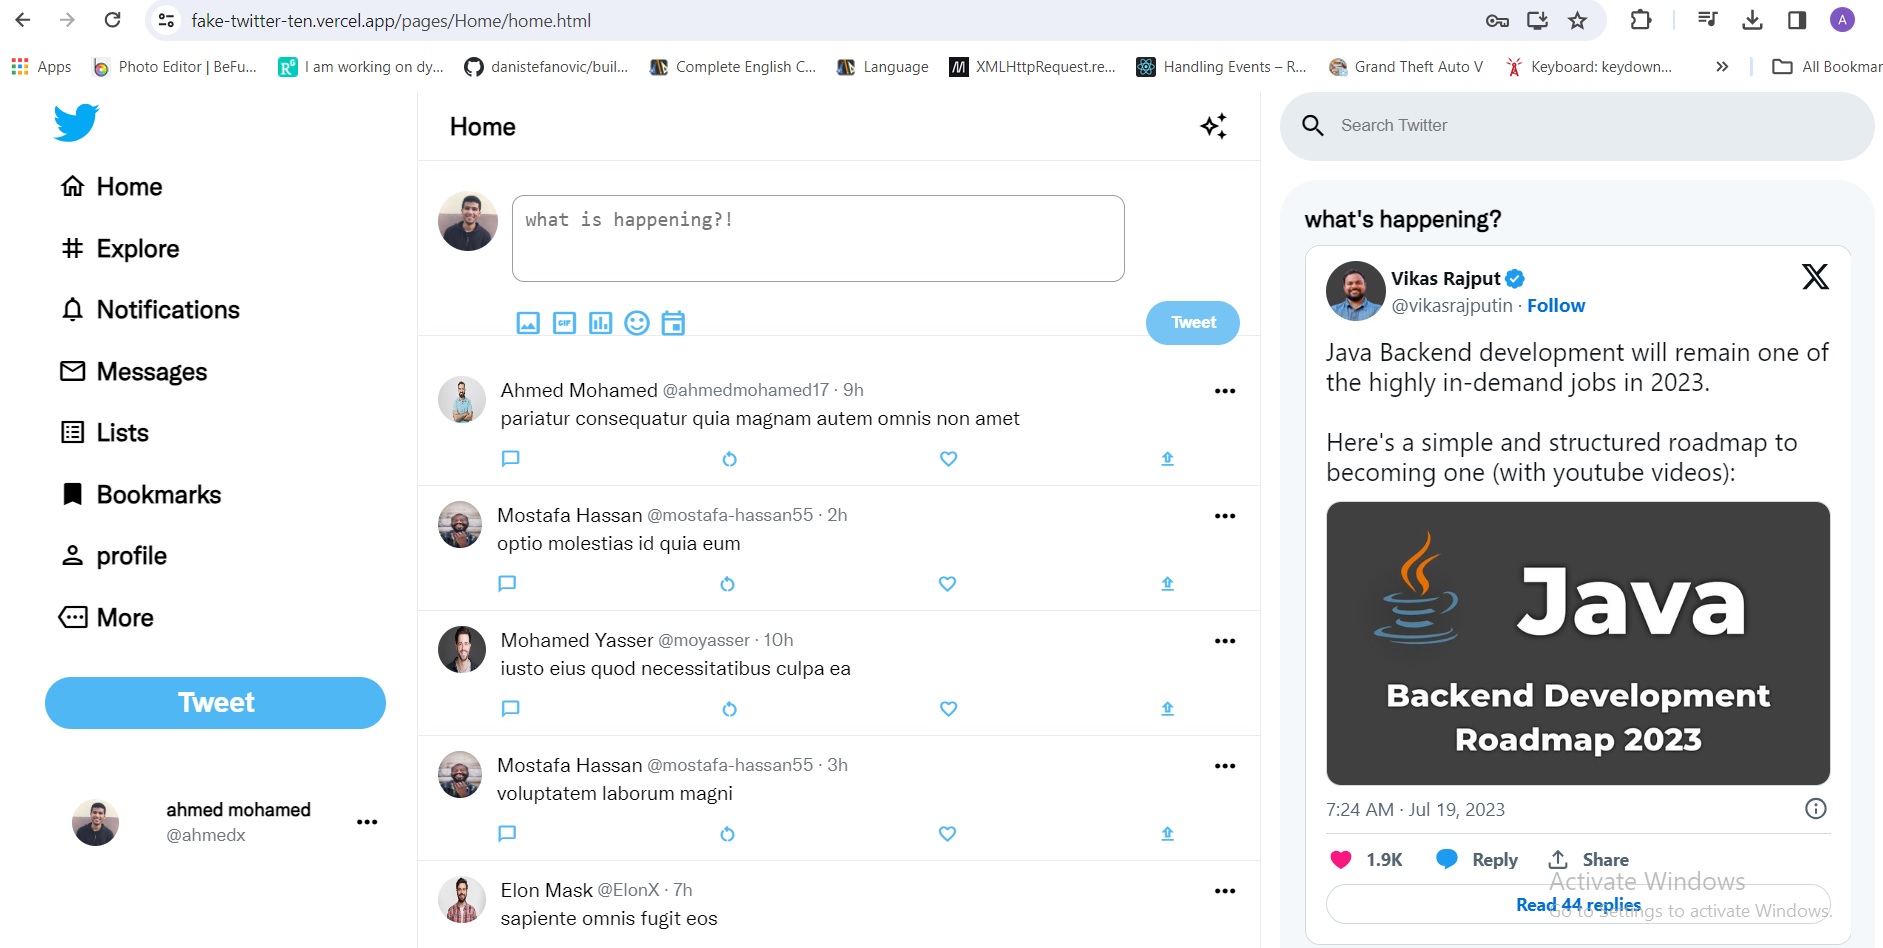 fake-twitter-ten.vercel.app/pages/Home/home.html
A
Apps
Photo Editor | BeFu...
I am working on dy...
danistefanovic/buil...
Complete English C...
Language
XMLHttpRequest.re...
Handling Events – R...
Grand Theft Auto V
Keyboard: keydown...
»
All Bookmar
Home
Explore
Notifications
Messages
Lists
Bookmarks
profile
More
Tweet
ahmed mohamed
@ahmedx
Home
what is happening?!
GIF
Tweet
Ahmed Mohamed @ahmedmohamed17 · 9h
pariatur consequatur quia magnam autem omnis non amet
Mostafa Hassan @mostafa-hassan55 · 2h
optio molestias id quia eum
Mohamed Yasser @moyasser · 10h
iusto eius quod necessitatibus culpa ea
Mostafa Hassan @mostafa-hassan55 · 3h
voluptatem laborum magni
Elon Mask @ElonX · 7h
sapiente omnis fugit eos
Search Twitter
what's happening?
Vikas Rajput
@vikasrajputin · Follow
Java Backend development will remain one of
the highly in-demand jobs in 2023.
Here's a simple and structured roadmap to
becoming one (with youtube videos):
Java
Backend Development
Roadmap 2023
7:24 AM · Jul 19, 2023
1.9K Reply Share
Read 44 replies
Activate Windows
Go to Settings to activate Windows.